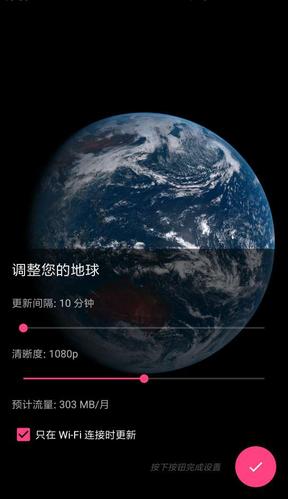 调整您的地球
更新间隔: 10 分钟
清晰度: 1080p
预计流量: 303 MB/月
只在 Wi-Fi 连接时更新
按下按钮完成设置